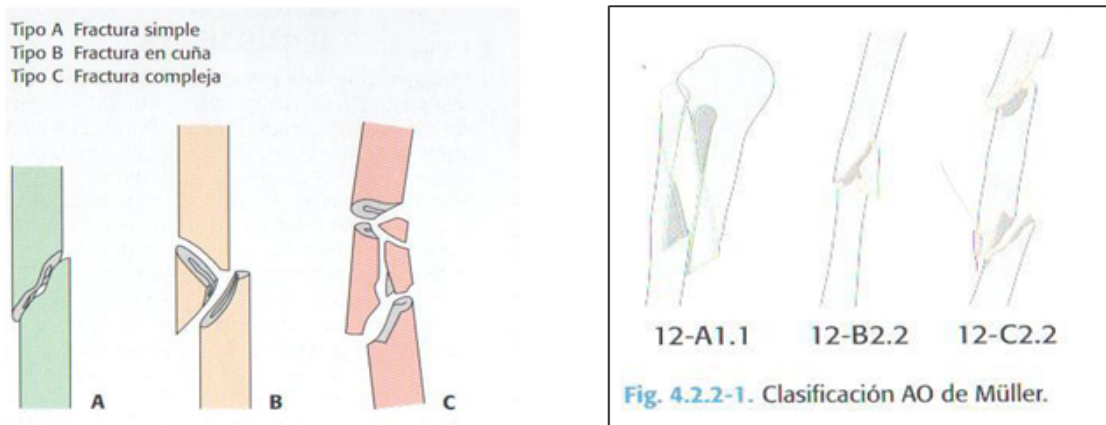 Tipo A Fractura simple
Tipo B Fractura en cuña
Tipo C Fractura compleja
A
B
C
12-A1.1
12-B2.2
12-C2.2
Fig. 4.2.2-1. Clasificación AO de Müller.